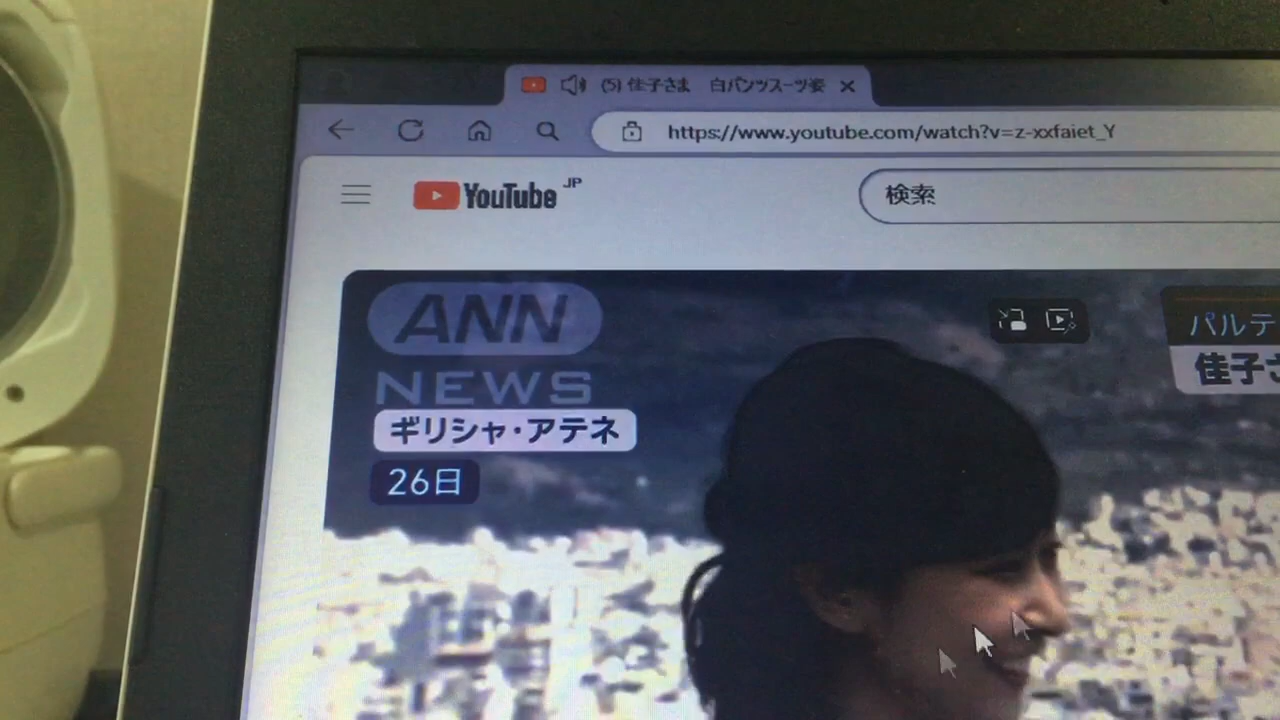 (5) 佳子さま 白パンツスーツ姿
https://www.youtube.com/watch?v=z-xxfaiet_Y
YouTube JP
検索
ANN
NEWS
パルテ
佳子さ
ギリシャ・アテネ
26日